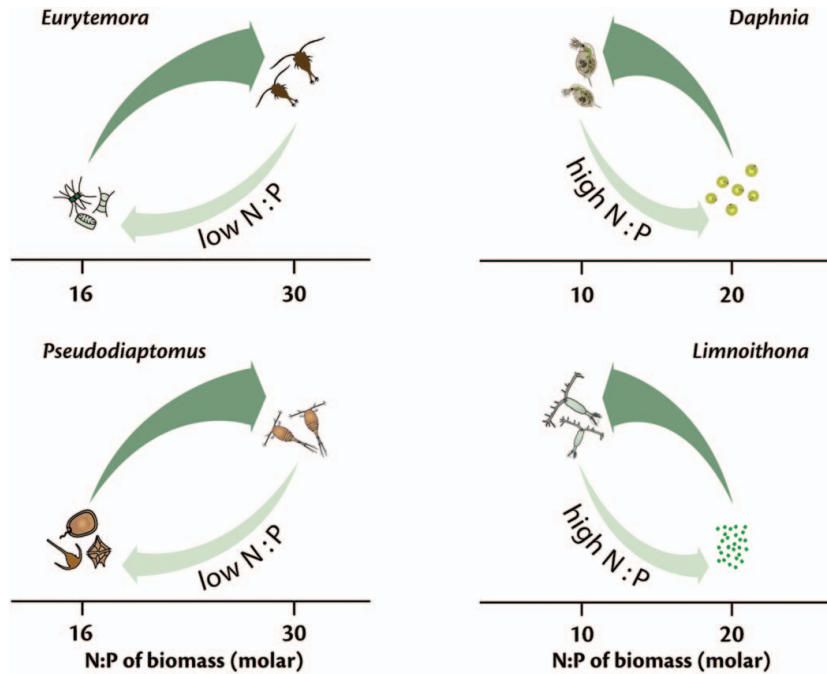 Eurytemora
low N:P
16 30
Daphnia
high N:P
10 20
Pseudodiaptomus
low N:P
16 30
N:P of biomass (molar)
Limnoithona
high N:P
10 20
N:P of biomass (molar)